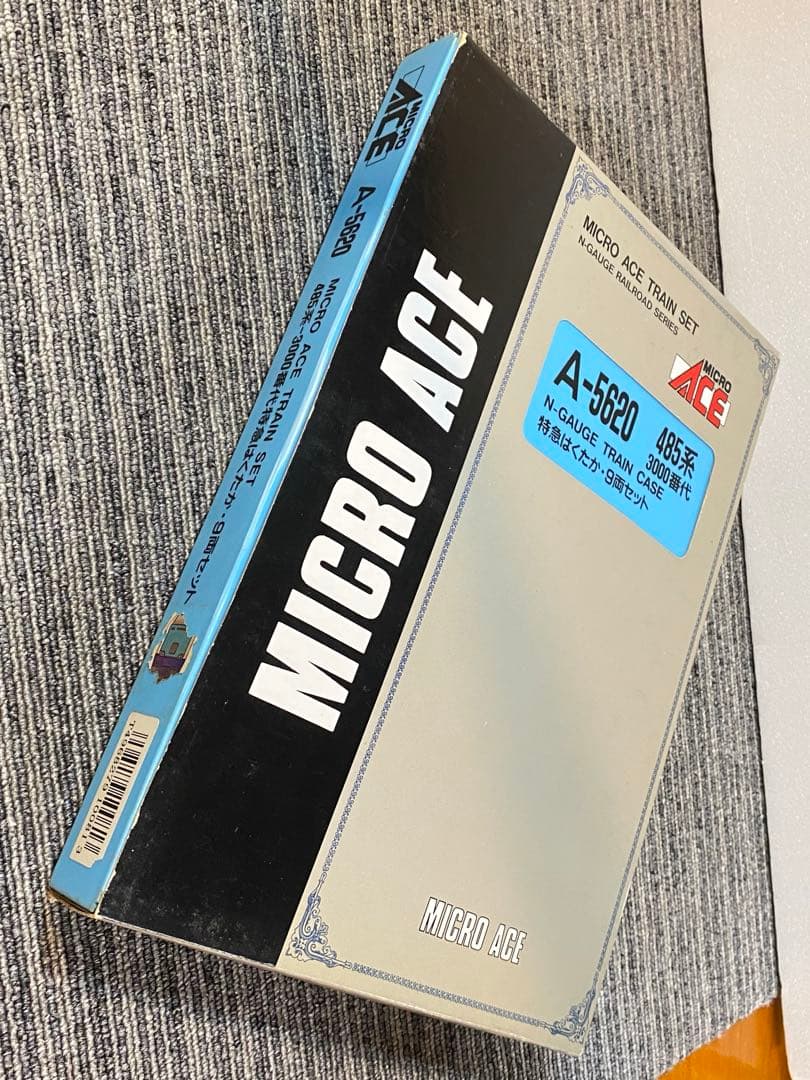 MICRO
ACE
A-5620
MICRO ACE TRAIN SET
485系-3000番代特急はくたか・9両セット
MICRO ACE
MICRO ACE TRAIN SET
N-GAUGE RAILROAD SERIES
MICRO
ACE
A-5620
485系
3000番代
N-GAUGE TRAIN CASE
特急はくたか・9両セット
MICRO ACE